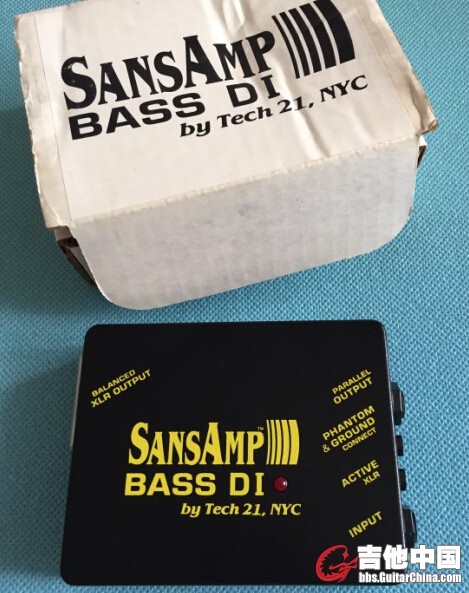 SANSAMP
BASS DI
by Tech 21, NYC
BALANCED
XLR OUTPUT
PARALLEL
OUTPUT
PHANTOM
& GROUND
CONNECT
SANSAMP™
BASS DI
by Tech 21, NYC
ACTIVE
XLR
INPUT
吉他中国
bbs.GuitarChina.com